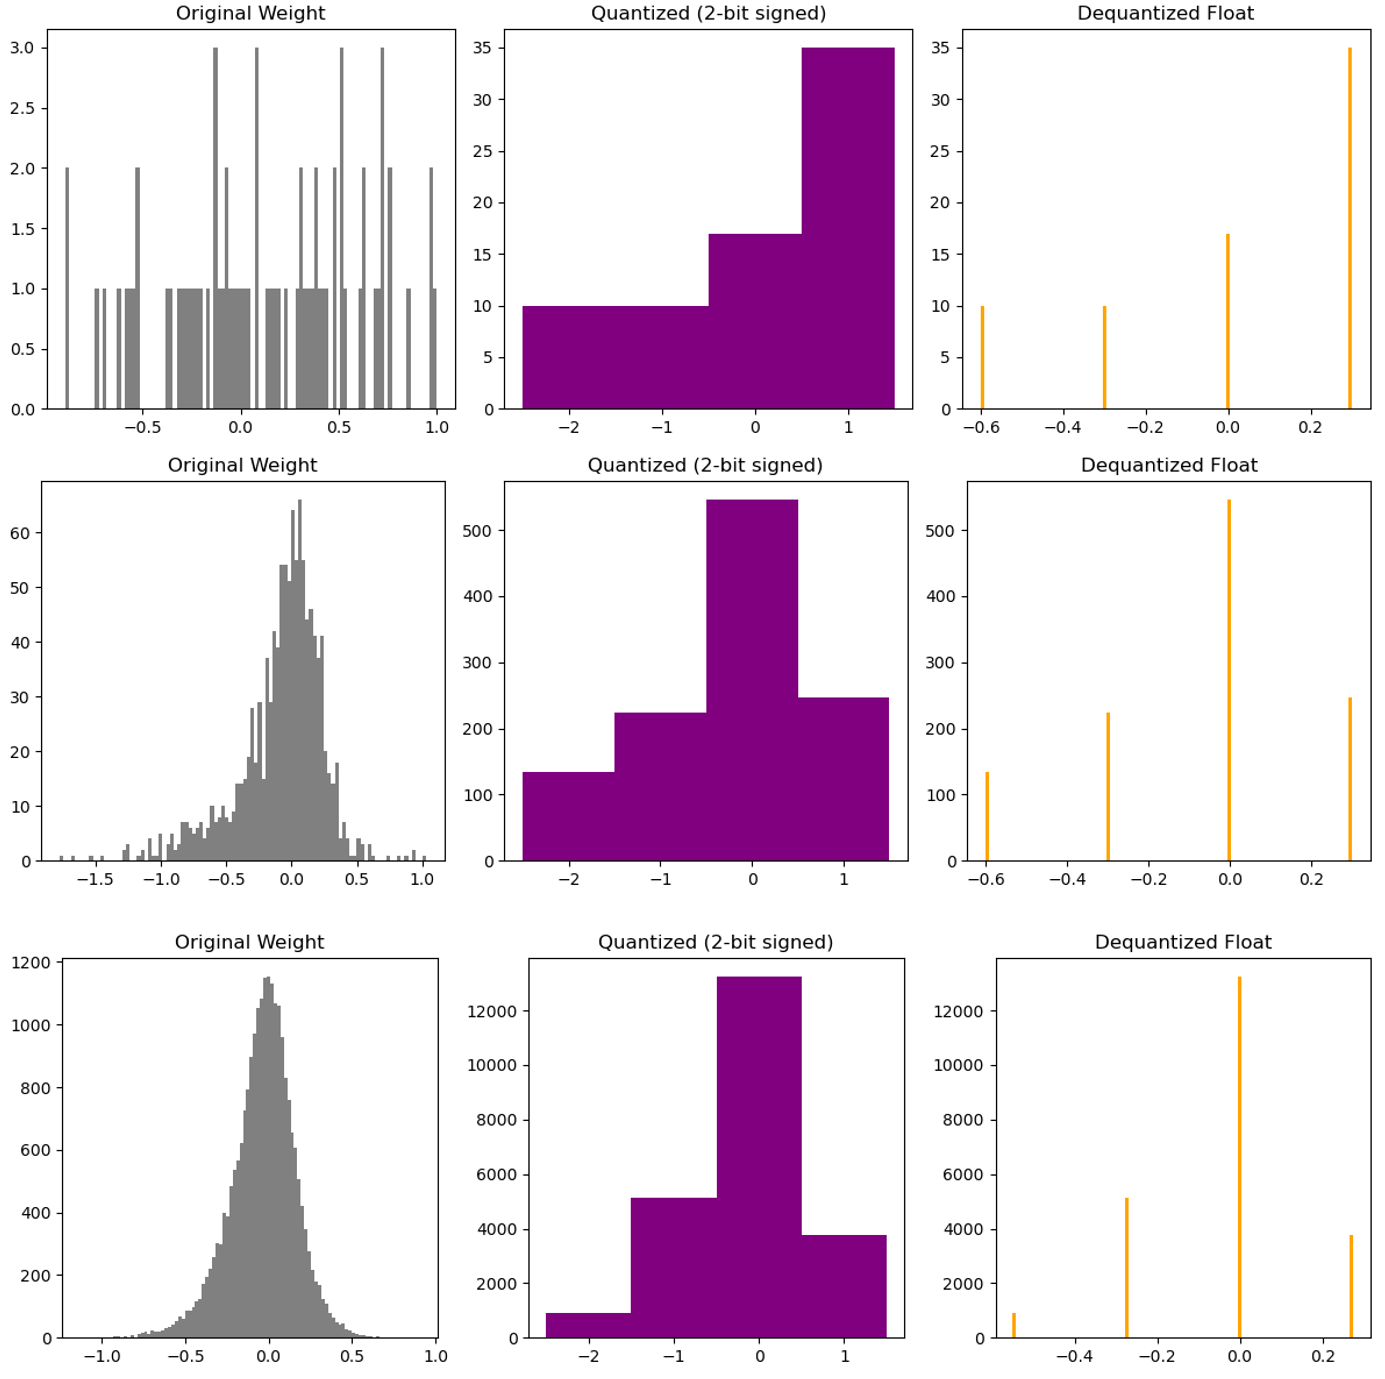 Original Weight Quantized (2-bit signed) Dequantized Float
3.0 35 35
2.5 30 30
2.0 25 25
1.5 20 20
1.0 15 15
0.5 10 10
5 5
0.0 0 0
−0.5 0.0 0.5 1.0 −2 −1 0 1 −0.6 −0.4 −0.2 0.0 0.2
Original Weight Quantized (2-bit signed) Dequantized Float
60 500 500
50 400 400
40 300 300
30 200 200
20 100 100
10
0 0 0
−1.5 −1.0 −0.5 0.0 0.5 1.0 −2 −1 0 1 −0.6 −0.4 −0.2 0.0 0.2
Original Weight Quantized (2-bit signed) Dequantized Float
1200 12000 12000
1000 10000 10000
800 8000 8000
600 6000 6000
400 4000 4000
200 2000 2000
0 0 0
−1.0 −0.5 0.0 0.5 1.0 −2 −1 0 1 −0.4 −0.2 0.0 0.2